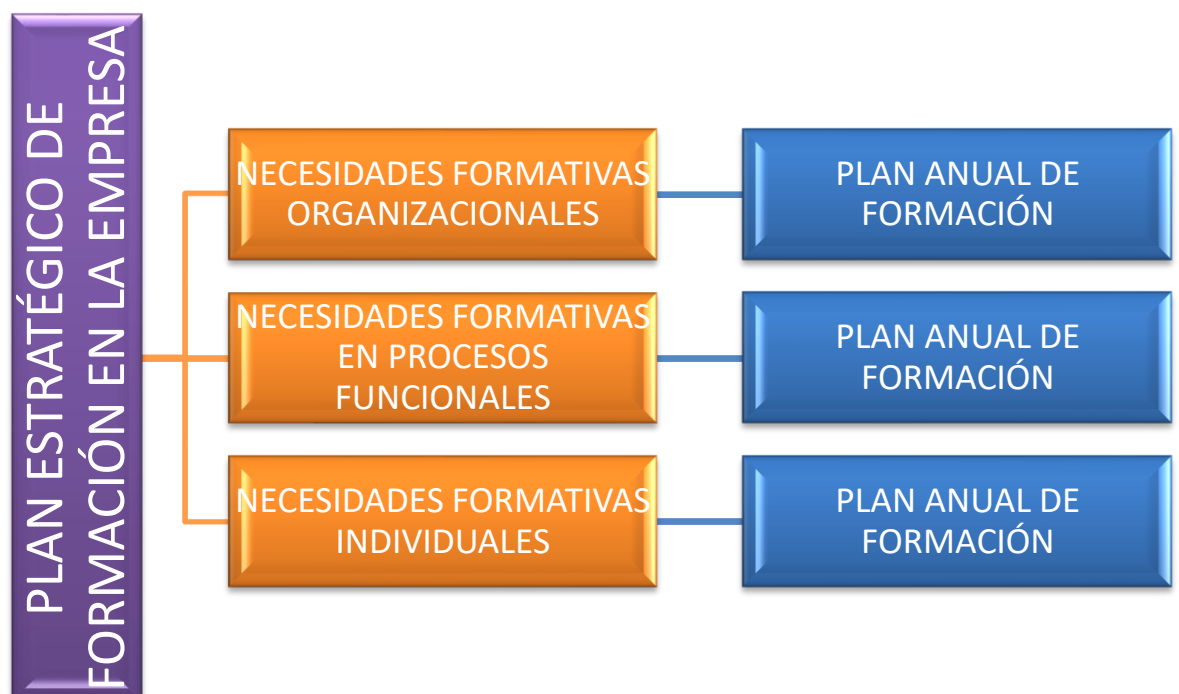 PLAN ESTRATÉGICO DE
FORMACIÓN EN LA EMPRESA
NECESIDADES FORMATIVAS
ORGANIZACIONALES
PLAN ANUAL DE
FORMACIÓN
NECESIDADES FORMATIVAS
EN PROCESOS
FUNCIONALES
PLAN ANUAL DE
FORMACIÓN
NECESIDADES FORMATIVAS
INDIVIDUALES
PLAN ANUAL DE
FORMACIÓN